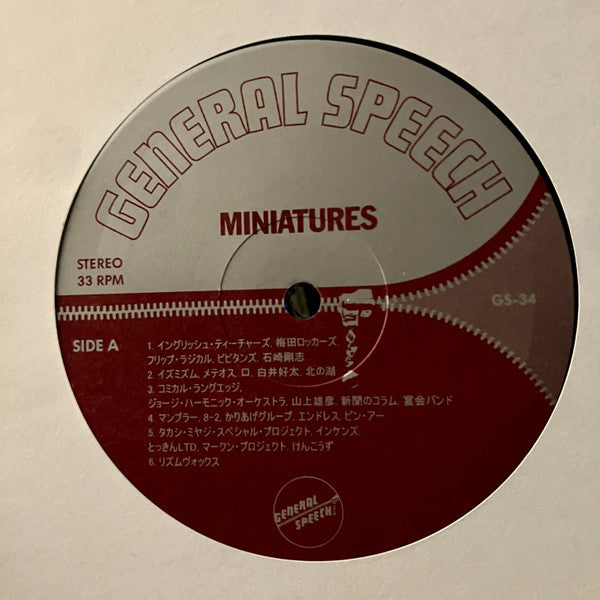 GENERAL SPEECH
MINIATURES
STEREO
33 RPM
GS-34
SIDE A
1. イングリッシュ・ティーチャーズ, 梅田ロッカーズ,
フリップ・ラジカル, ビビタンズ, 石崎剛志
2. イズミズム, メテオス, ロ, 白井好太, 北の湖
3. コミカル・ラングエッジ,
ジョージ・ハーモニック・オーケストラ, 山上雄彦, 新聞のコラム, 宴会バンド
4. マンブラー, 8-2, かりあげグループ, エンドレス, ピン・アー
5. タカシ・ミヤジ・スペシャル・プロジェクト, インケンズ,
とっきんLTD, マークン・プロジェクト, けんこうず
6. リズムヴォックス
GENERAL
SPEECH